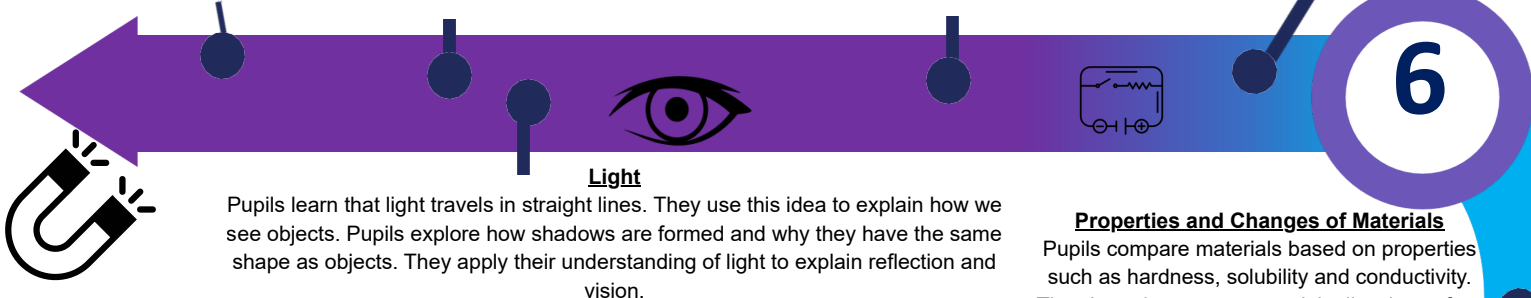 6
Light
Pupils learn that light travels in straight lines. They use this idea to explain how we
see objects. Pupils explore how shadows are formed and why they have the same
shape as objects. They apply their understanding of light to explain reflection and
vision.
Properties and Changes of Materials
Pupils compare materials based on properties
such as hardness, solubility and conductivity.